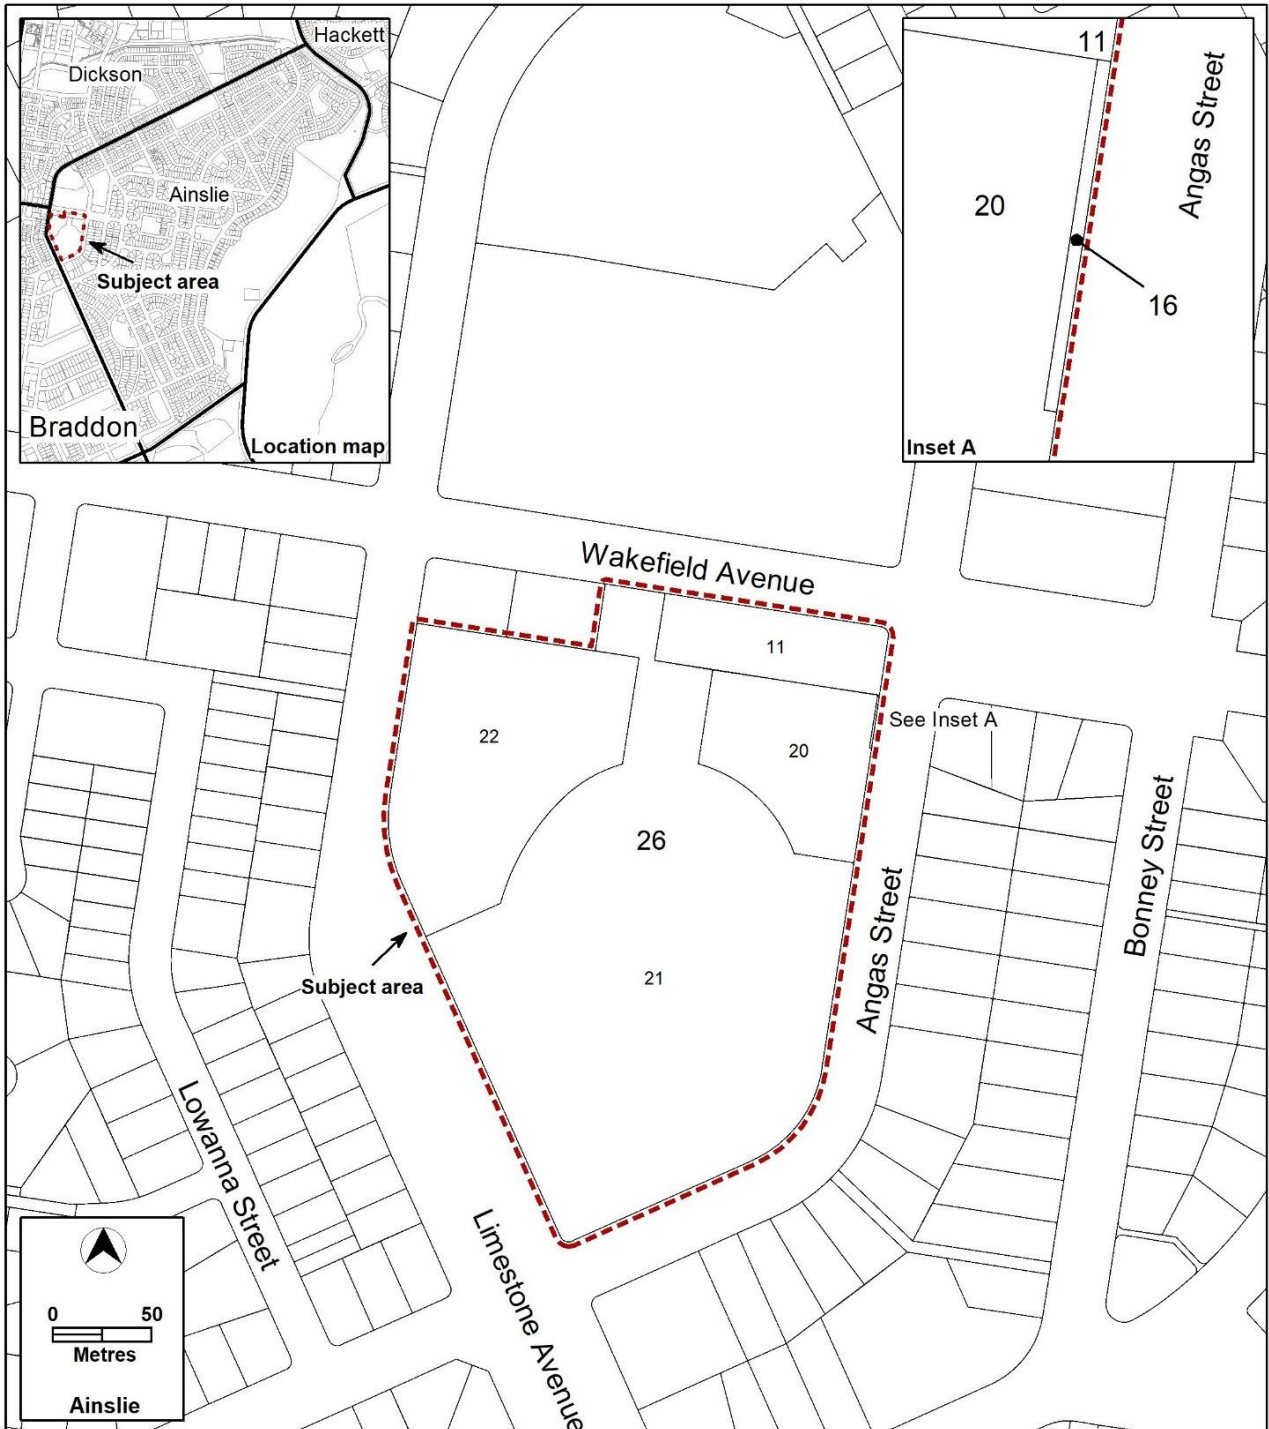 Hackett
Dickson
Ainslie
Subject area
Braddon
Location map
11
Angas Street
20
16
Inset A
Wakefield Avenue
11
See Inset A
22
20
26
Bonney Street
Angas Street
21
Subject area
Lowanna Street
Limestone Avenue
0 50
Metres
Ainslie